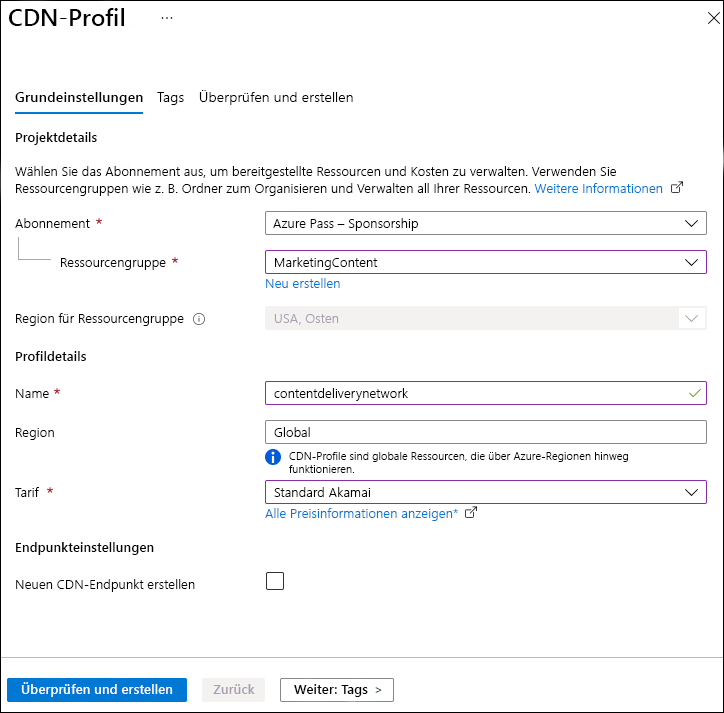 CDN-Profil ...
Grundeinstellungen Tags Überprüfen und erstellen
Projektdetails
Wählen Sie das Abonnement aus, um bereitgestellte Ressourcen und Kosten zu verwalten. Verwenden Sie
Ressourcengruppen wie z. B. Ordner zum Organisieren und Verwalten all Ihrer Ressourcen. Weitere Informationen
Abonnement * Azure Pass – Sponsorship
Ressourcengruppe * MarketingContent
Neu erstellen
Region für Ressourcengruppe USA, Osten
Profildetails
Name * contentdeliverynetwork
Region Global
CDN-Profile sind globale Ressourcen, die über Azure-Regionen hinweg
funktionieren.
Tarif * Standard Akamai
Alle Preisinformationen anzeigen*
Endpunkteinstellungen
Neuen CDN-Endpunkt erstellen
Überprüfen und erstellen Zurück Weiter: Tags >